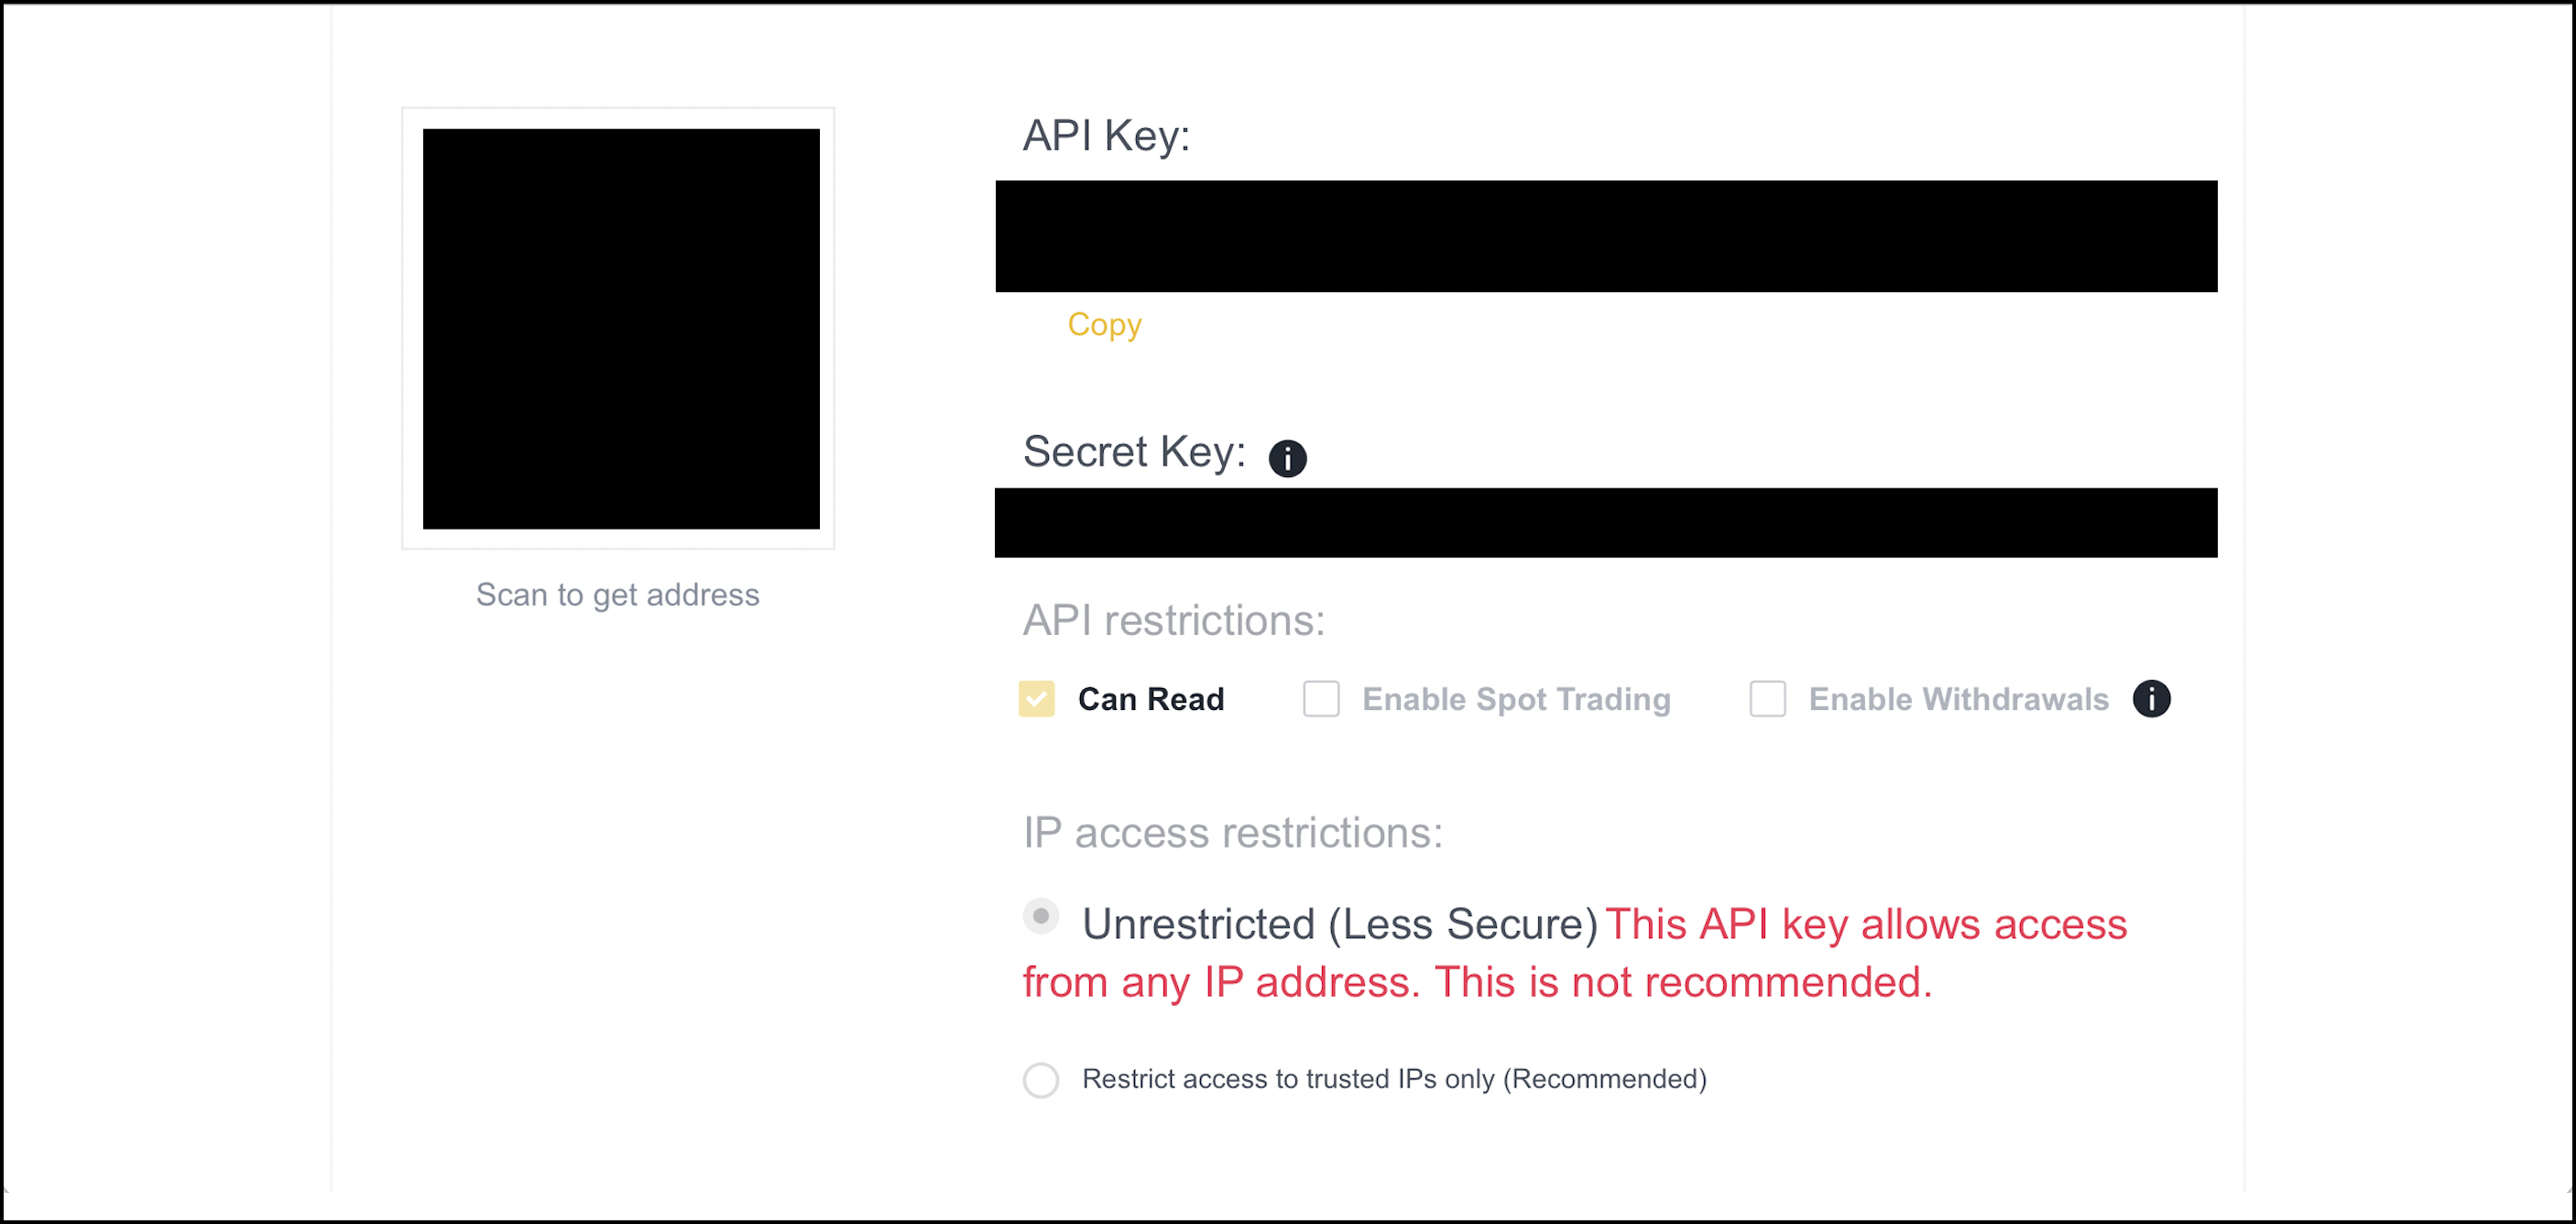 API Key:
Copy
Secret Key:
Scan to get address
API restrictions:
Can Read Enable Spot Trading Enable Withdrawals
IP access restrictions:
Unrestricted (Less Secure) This API key allows access
from any IP address. This is not recommended.
Restrict access to trusted IPs only (Recommended)